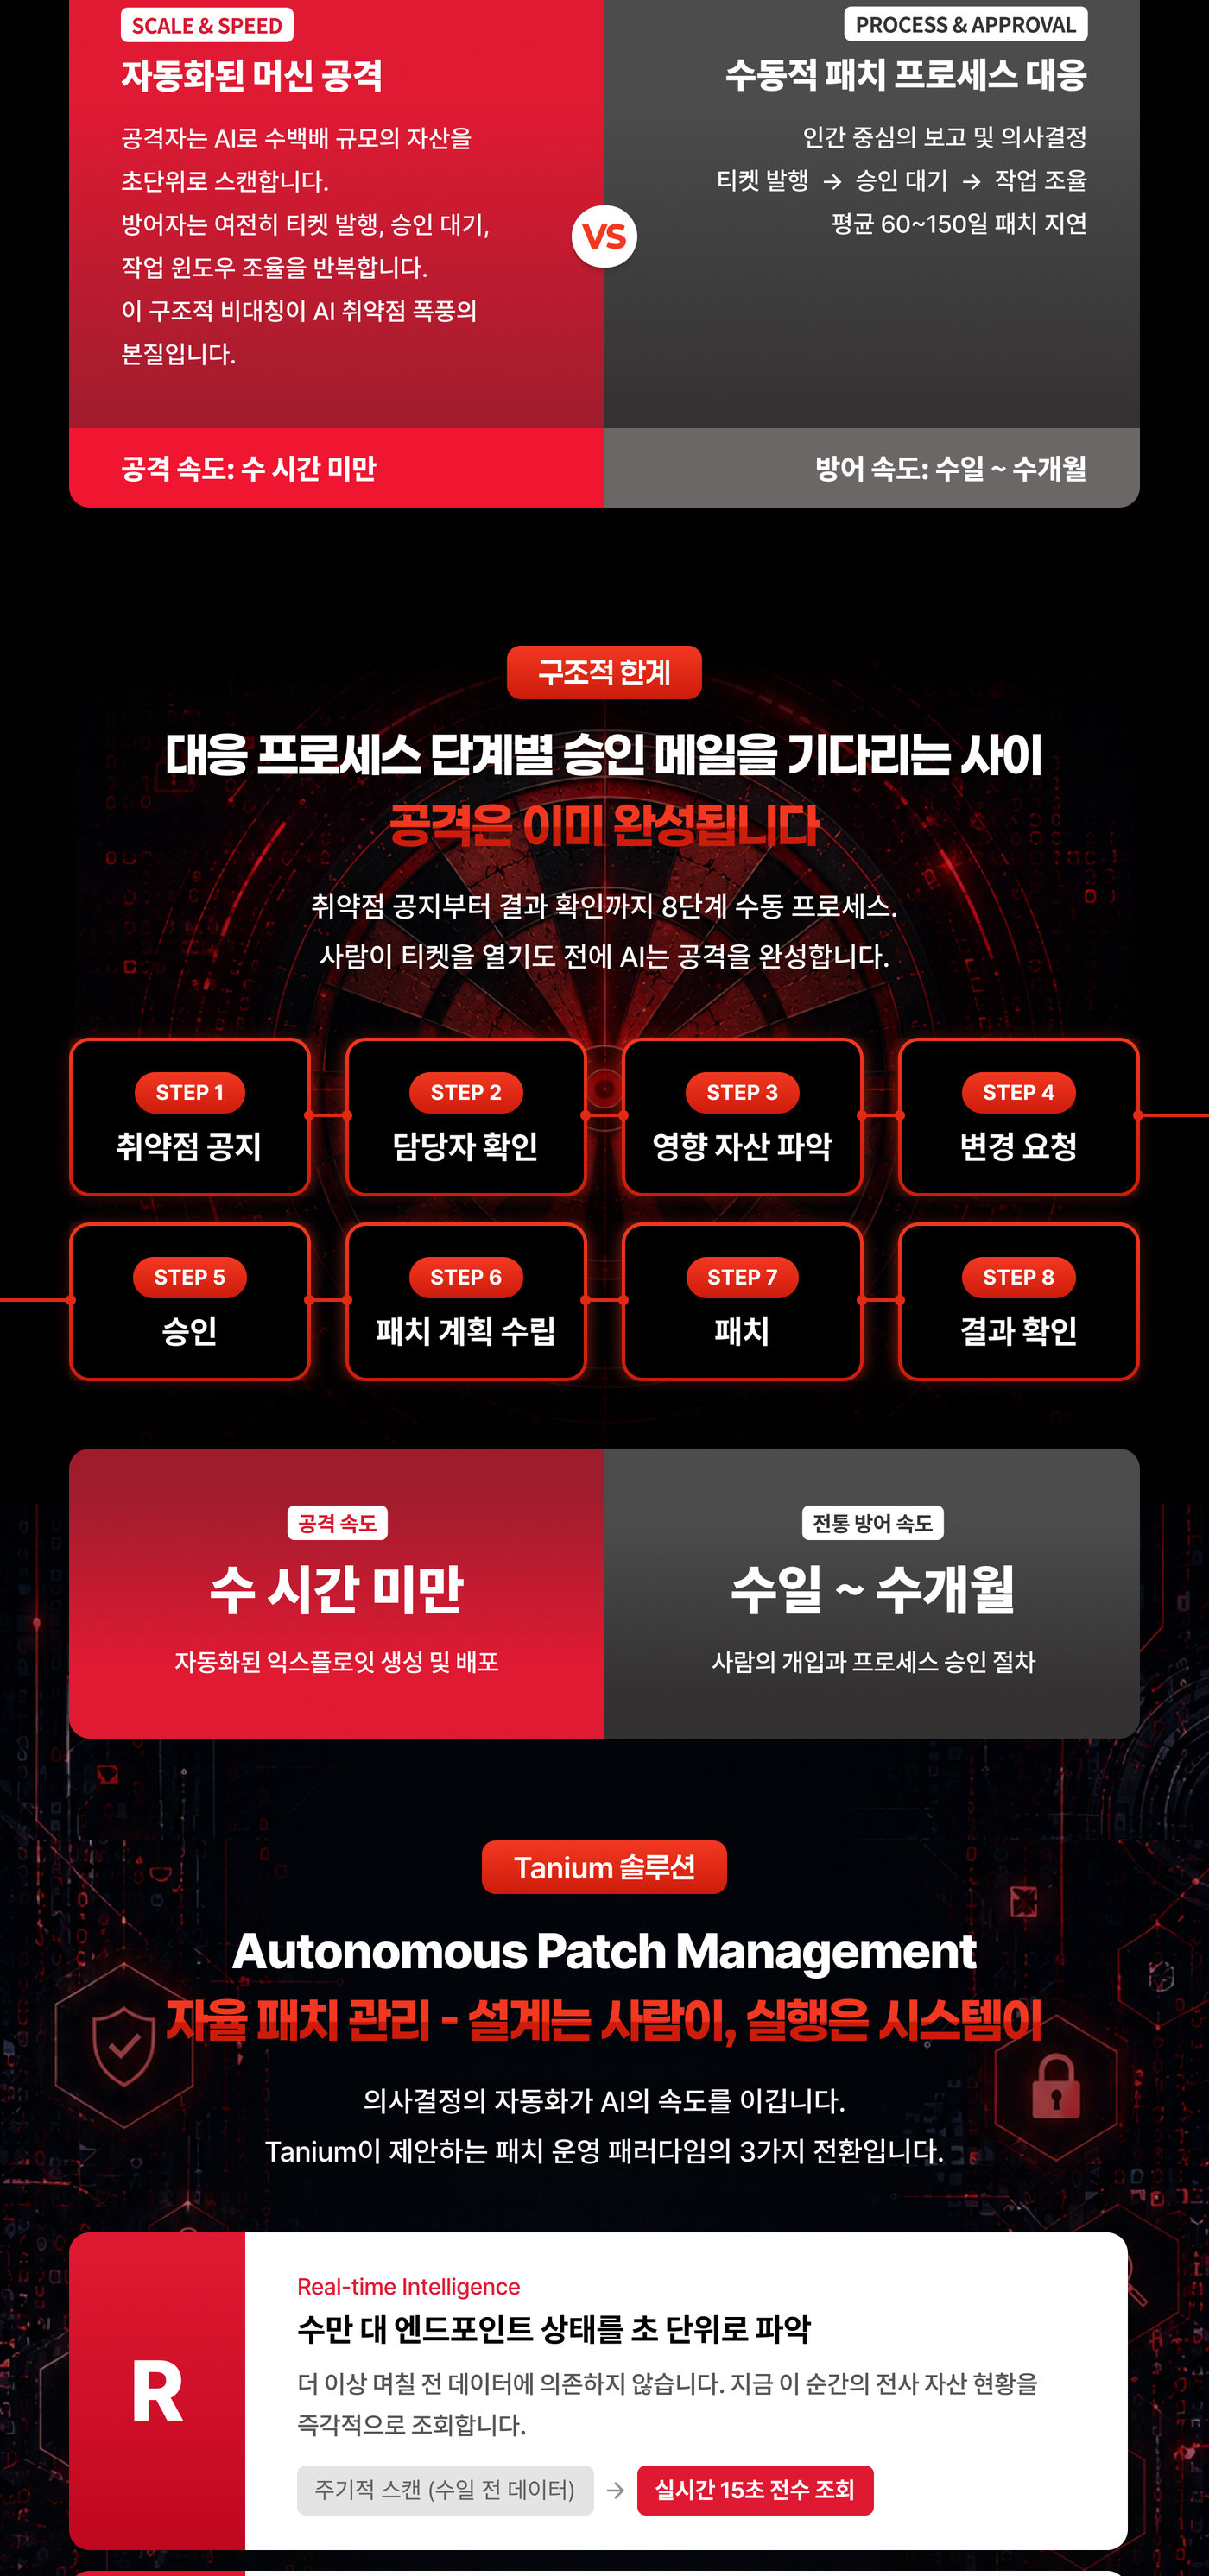 SCALE & SPEED
자동화된 머신 공격
공격자는 AI로 수백배 규모의 자산을
초단위로 스캔합니다.
방어자는 여전히 티켓 발행, 승인 대기,
작업 윈도우 조율을 반복합니다.
이 구조적 비대칭이 AI 취약점 폭풍의
본질입니다.
공격 속도: 수 시간 미만
VS
PROCESS & APPROVAL
수동적 패치 프로세스 대응
인간 중심의 보고 및 의사결정
티켓 발행 → 승인 대기 → 작업 조율
평균 60~150일 패치 지연
방어 속도: 수일 ~ 수개월
구조적 한계
대응 프로세스 단계별 승인 메일을 기다리는 사이
공격은 이미 완성됩니다
취약점 공지부터 결과 확인까지 8단계 수동 프로세스.
사람이 티켓을 열기도 전에 AI는 공격을 완성합니다.
STEP 1
취약점 공지
STEP 2
담당자 확인
STEP 3
영향 자산 파악
STEP 4
변경 요청
STEP 5
승인
STEP 6
패치 계획 수립
STEP 7
패치
STEP 8
결과 확인
공격 속도
수 시간 미만
자동화된 익스플로잇 생성 및 배포
전통 방어 속도
수일 ~ 수개월
사람의 개입과 프로세스 승인 절차
Tanium 솔루션
Autonomous Patch Management
자율 패치 관리 - 설계는 사람이, 실행은 시스템이
의사결정의 자동화가 AI의 속도를 이깁니다.
Tanium이 제안하는 패치 운영 패러다임의 3가지 전환입니다.
R
Real-time Intelligence
수만 대 엔드포인트 상태를 초 단위로 파악
더 이상 며칠 전 데이터에 의존하지 않습니다. 지금 이 순간의 전사 자산 현황을
즉각적으로 조회합니다.
주기적 스캔 (수일 전 데이터) → 실시간 15초 전수 조회